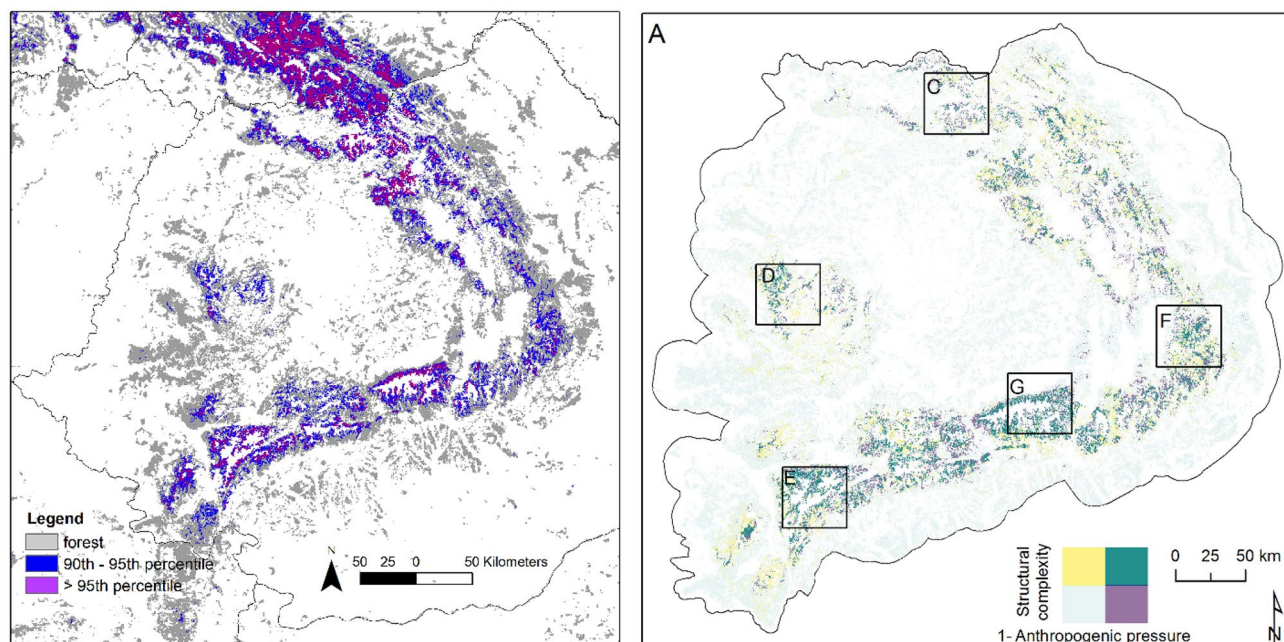 Legend
forest
90th - 95th percentile
> 95th percentile
N
50 25 0 50 Kilometers
A
C
D
F
G
E
Structural
complexity
0 25 50 km
1- Anthropogenic pressure
N